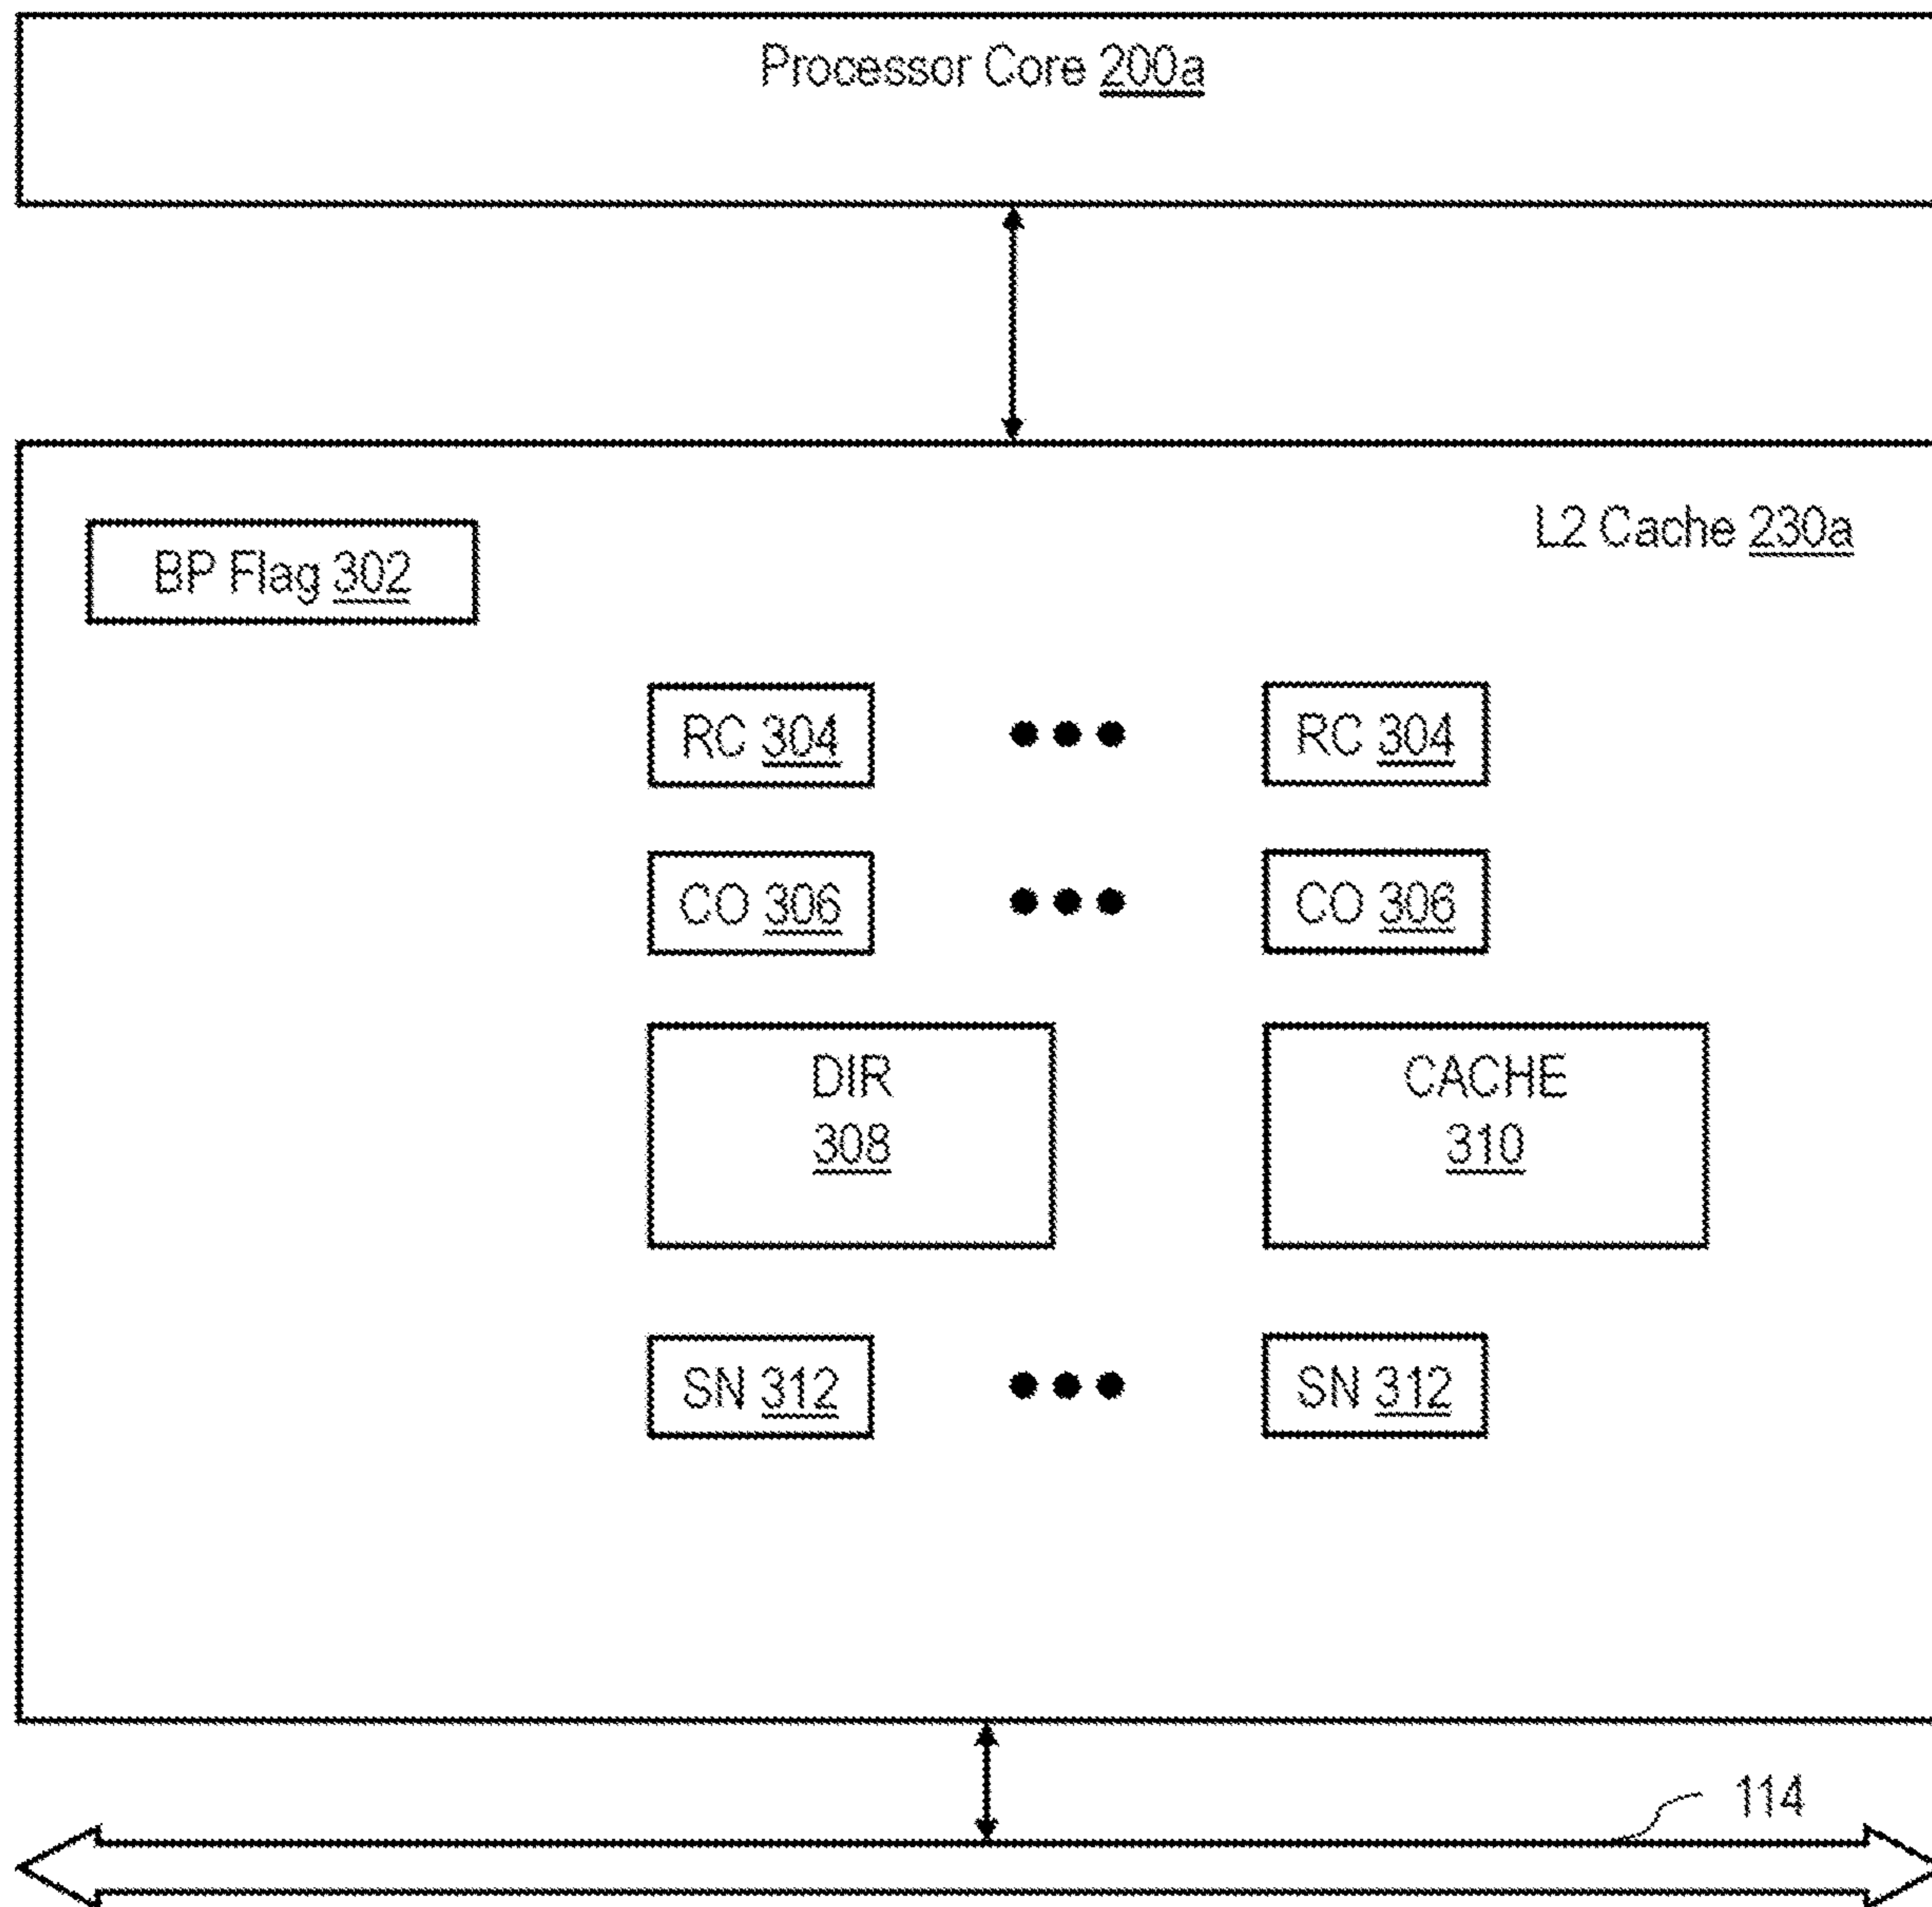 Processor Core 200a
L2 Cache 230a
BP Flag 302
RC 304 ••• RC 304
CO 306 ••• CO 306
DIR CACHE
308 310
SN 312 ••• SN 312
114